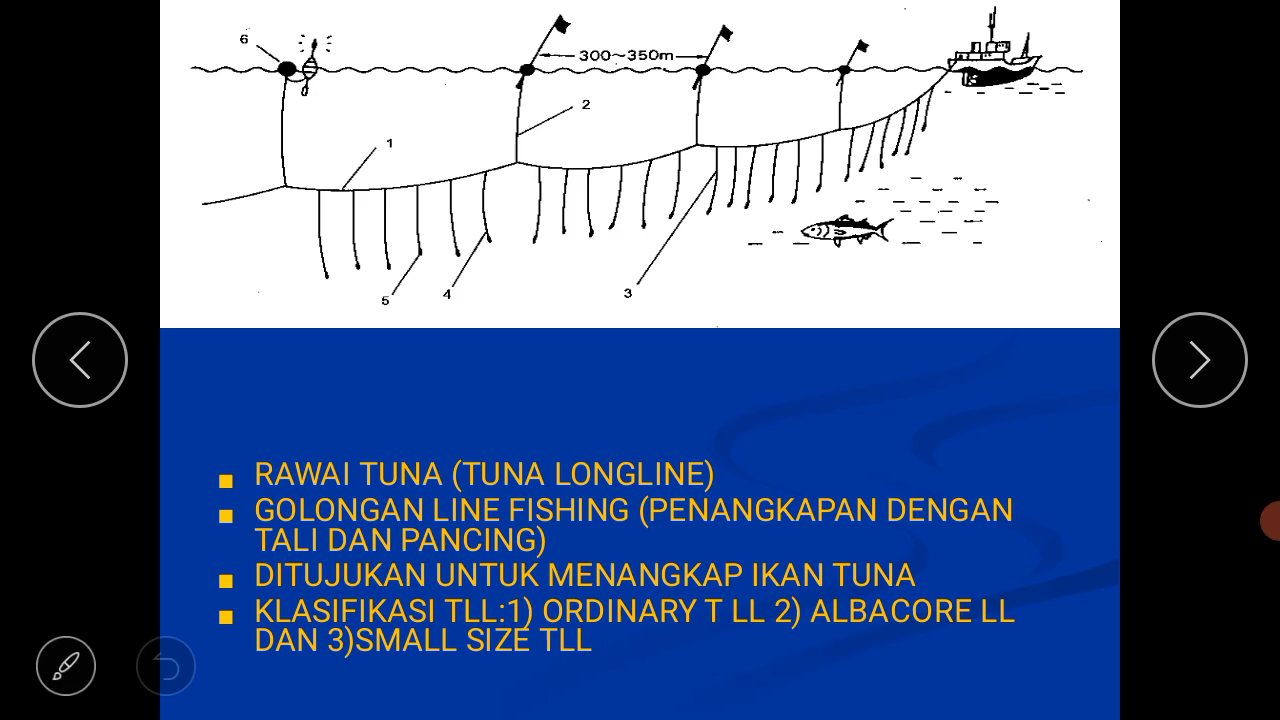 6
300~350m
2
1
5
4
3
RAWAI TUNA (TUNA LONGLINE)
GOLONGAN LINE FISHING (PENANGKAPAN DENGAN
TALI DAN PANCING)
DITUJUKAN UNTUK MENANGKAP IKAN TUNA
KLASIFIKASI TLL:1) ORDINARY T LL 2) ALBACORE LL
DAN 3)SMALL SIZE TLL